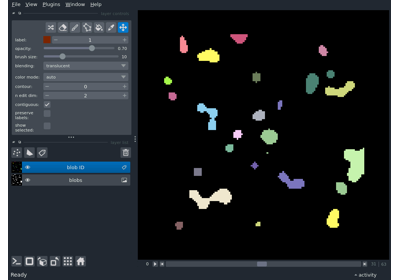 File View Plugins Window Help
label: 1
opacity: 0.70
brush size: 10
blending: translucent
color mode: auto
contour: 0
n edit dim: 2
contiguous:
preserve labels:
show selected:
blob ID
blobs
0
Ready
activity